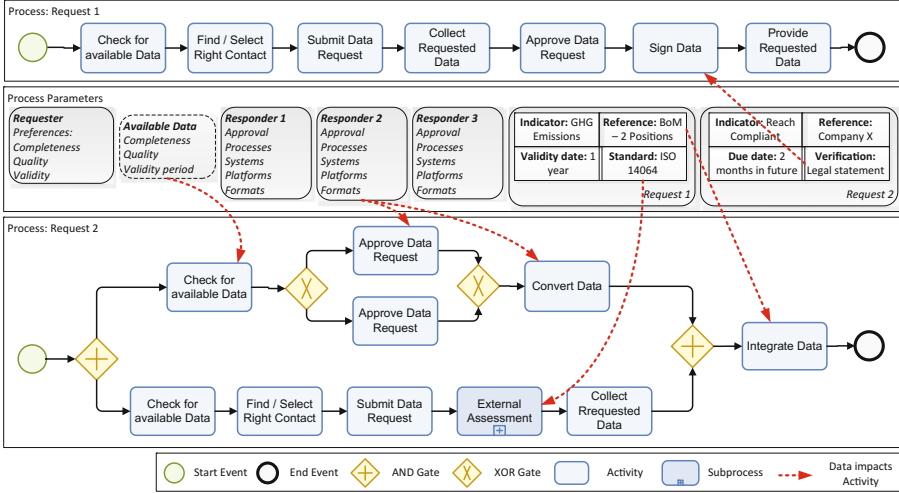 Process: Request 1
Check for
available Data
Find / Select
Right Contact
Submit Data
Request
Collect
Requested
Data
Approve Data
Request
Sign Data
Provide
Requested
Data
Process Parameters
Requester
Preferences:
Completeness
Quality
Validity
Available Data
Completeness
Quality
Validity period
Responder 1
Approval
Processes
Systems
Platforms
Formats
Responder 2
Approval
Processes
Systems
Platforms
Formats
Responder 3
Approval
Processes
Systems
Platforms
Formats
Indicator: GHG
Emissions
Reference: BoM
– 2 Positions
Validity date: 1
year
Standard: ISO
14064
Request 1
Indicator: Reach
Compliant
Reference:
Company X
Due date: 2
months in future
Verification:
Legal statement
Request 2
Process: Request 2
Check for
available Data
Approve Data
Request
Approve Data
Request
Convert Data
Integrate Data
Check for
available Data
Find / Select
Right Contact
Submit Data
Request
External
Assessment
Collect
Rrequested
Data
Start Event
End Event
AND Gate
XOR Gate
Activity
Subprocess
Data impacts
Activity